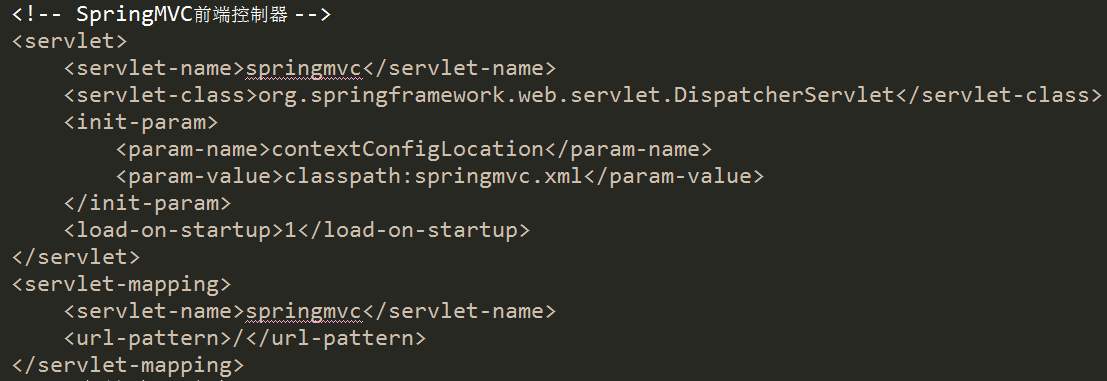 <!-- SpringMVC前端控制器 -->
<servlet>
    <servlet-name>springmvc</servlet-name>
    <servlet-class>org.springframework.web.servlet.DispatcherServlet</servlet-class>
    <init-param>
        <param-name>contextConfigLocation</param-name>
        <param-value>classpath:springmvc.xml</param-value>
    </init-param>
    <load-on-startup>1</load-on-startup>
</servlet>
<servlet-mapping>
    <servlet-name>springmvc</servlet-name>
    <url-pattern>/</url-pattern>
</servlet-mapping>